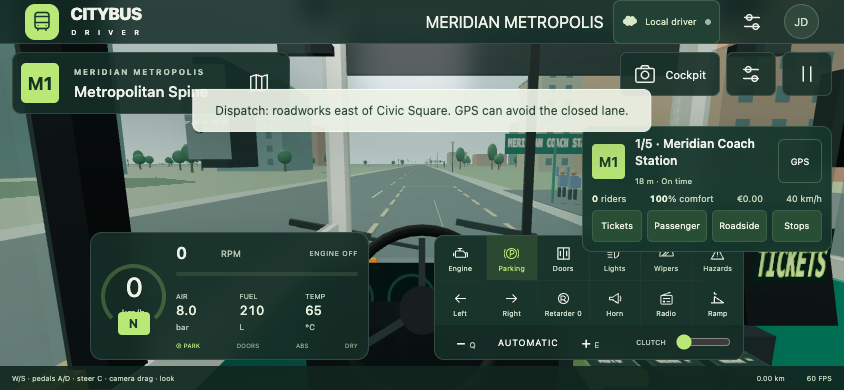 CITYBUS
DRIVER
MERIDIAN METROPOLIS
Local driver
JD
M1
MERIDIAN METROPOLIS
Metropolitan Spine
Cockpit
Dispatch: roadworks east of Civic Square. GPS can avoid the closed lane.
MERIDIAN COACH ST
M1
1/5 · Meridian Coach
Station
18 m · On time
GPS
0 riders
100% comfort
€0.00
40 km/h
Tickets
Passenger
Roadside
Stops
TICKETS
0
N
0 RPM
ENGINE OFF
AIR
8.0
bar
FUEL
210
L
TEMP
65
°C
PARK
DOORS
ABS
DRY
Engine
Parking
Doors
Lights
Wipers
Hazards
Left
Right
Retarder 0
Horn
Radio
Ramp
− Q
AUTOMATIC
+ E
CLUTCH
W/S · pedals A/D · steer C · camera drag · look
0.00 km
60 FPS